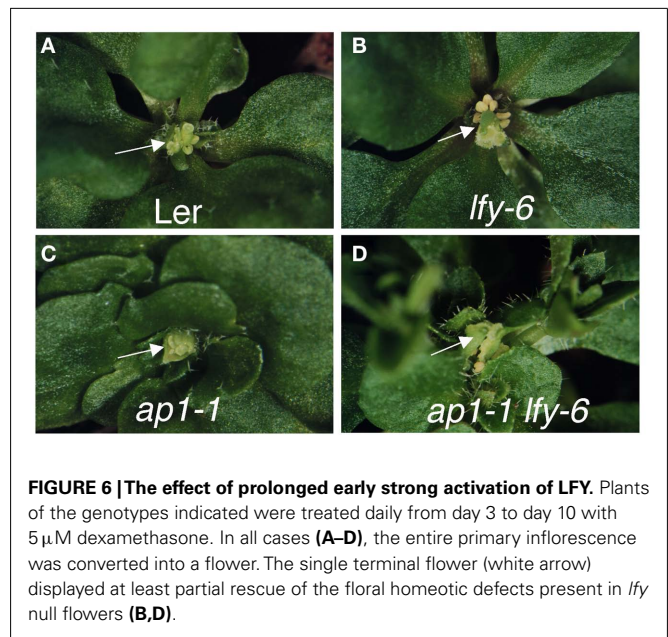 A
Ler
B
lfy-6
C
ap1-1
D
ap1-1 lfy-6
FIGURE 6 | The effect of prolonged early strong activation of LFY. Plants
of the genotypes indicated were treated daily from day 3 to day 10 with
5 μM dexamethasone. In all cases (A–D), the entire primary inflorescence
was converted into a flower. The single terminal flower (white arrow)
displayed at least partial rescue of the floral homeotic defects present in lfy
null flowers (B,D).